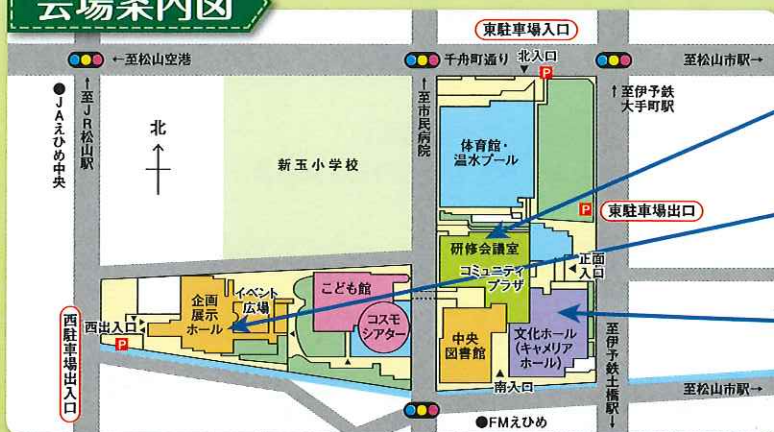 会場案内図
東駐車場入口
←至松山空港
千舟町通り
北入口
P
至松山市駅→
●JAえひめ中央
↑至JR松山駅
北
新玉小学校
↑至市民病院
体育館・
温水プール
↑至伊予鉄
大手町駅
P
東駐車場出口
研修会議室
コミュニティ
プラザ
正面
入口
こども館
コスモ
シアター
イベント
広場
企画
展示
ホール
西出入口
P
西駐車場出入口
中央
図書館
文化ホール
(キャメリア
ホール)
南入口
至伊予鉄土橋駅→
至松山市駅→
●FMえひめ